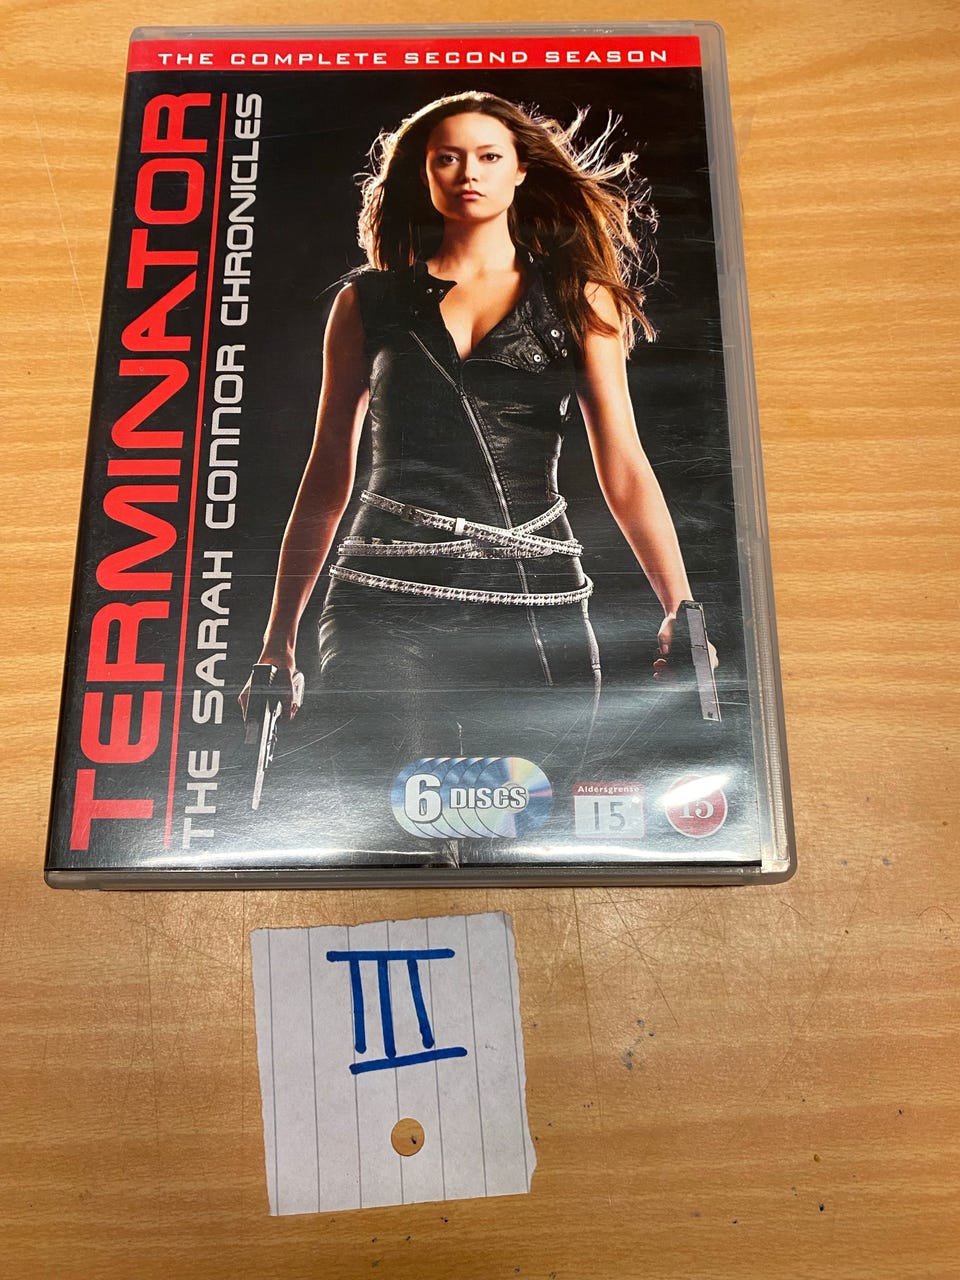 THE COMPLETE SECOND SEASON
TERMINATOR
THE SARAH CONNOR CHRONICLES
6 DISCS
Aldersgrense
15
15
III